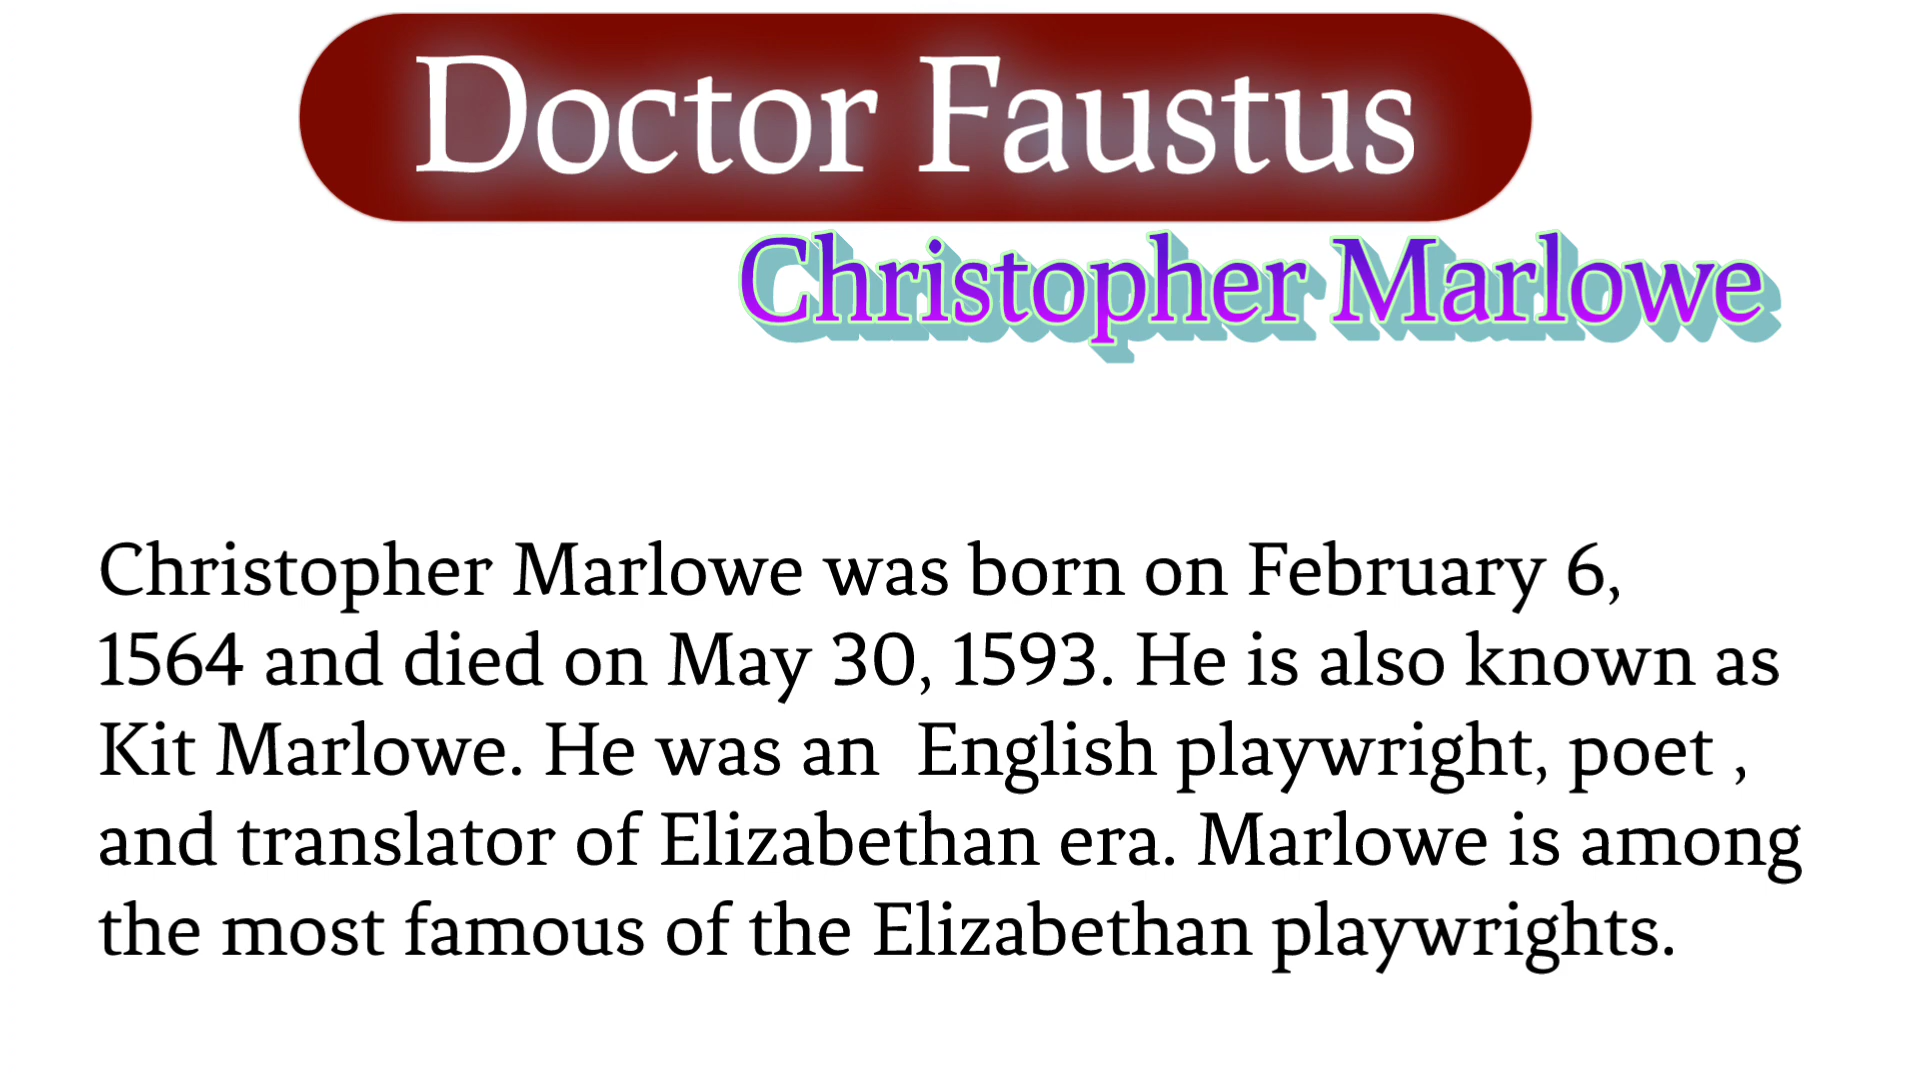 Doctor Faustus
Christopher Marlowe
Christopher Marlowe was born on February 6,
1564 and died on May 30, 1593. He is also known as
Kit Marlowe. He was an  English playwright, poet ,
and translator of Elizabethan era. Marlowe is among
the most famous of the Elizabethan playwrights.